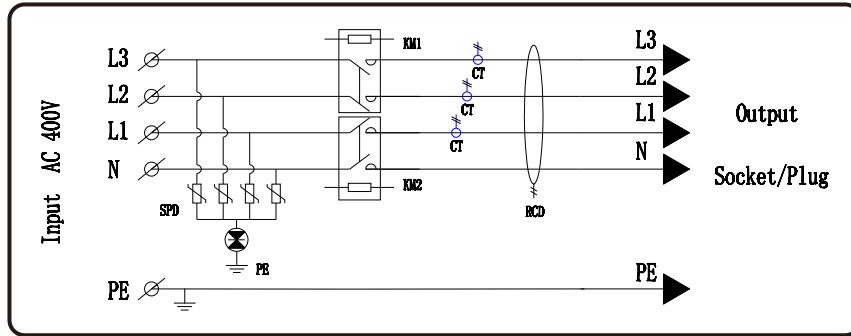 Input AC 400V
L3
L2
L1
N
PE
SPD
PE
KM1
KM2
CT
CT
CT
RCD
L3
L2
L1
N
PE
Output
Socket/Plug